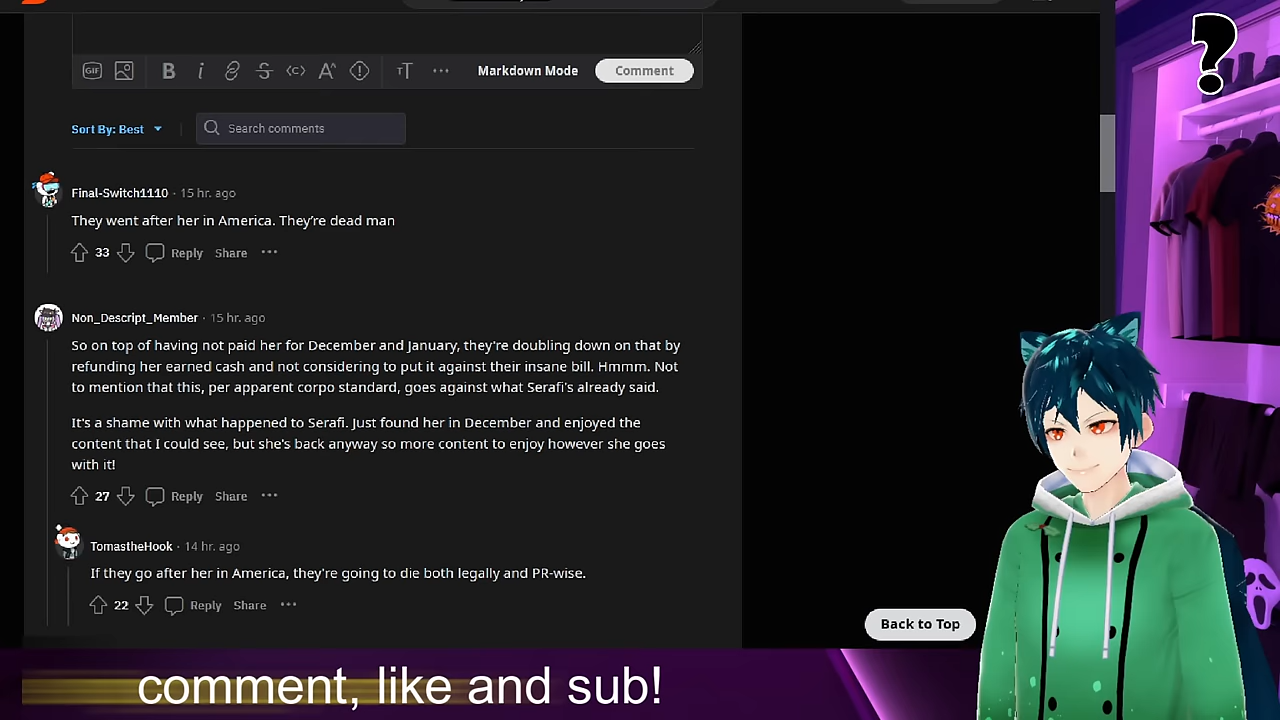 GIF
B i
Markdown Mode
Comment
Sort By: Best
Search comments
Final-Switch1110 · 15 hr. ago
They went after her in America. They’re dead man
33 Reply Share ···
Non_Descript_Member · 15 hr. ago
So on top of having not paid her for December and January, they're doubling down on that by
refunding her earned cash and not considering to put it against their insane bill. Hmmm. Not
to mention that this, per apparent corpo standard, goes against what Serafi's already said.
It's a shame with what happened to Serafi. Just found her in December and enjoyed the
content that I could see, but she's back anyway so more content to enjoy however she goes
with it!
27 Reply Share ···
TomastheHook · 14 hr. ago
If they go after her in America, they're going to die both legally and PR-wise.
22 Reply Share ···
Back to Top
comment, like and sub!
?